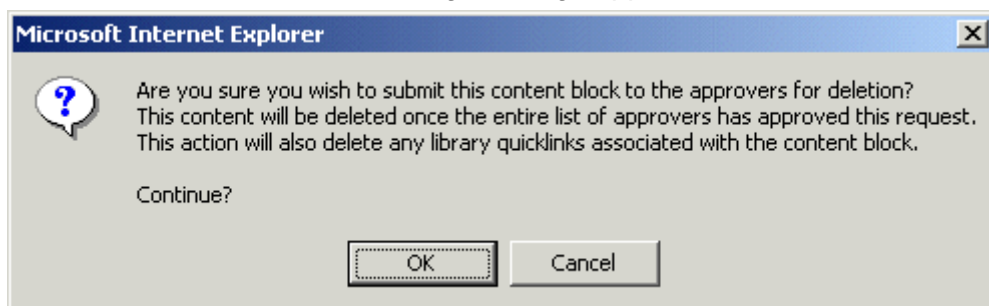 Microsoft Internet Explorer
Are you sure you wish to submit this content block to the approvers for deletion?
This content will be deleted once the entire list of approvers has approved this request.
This action will also delete any library quicklinks associated with the content block.
Continue?
OK
Cancel